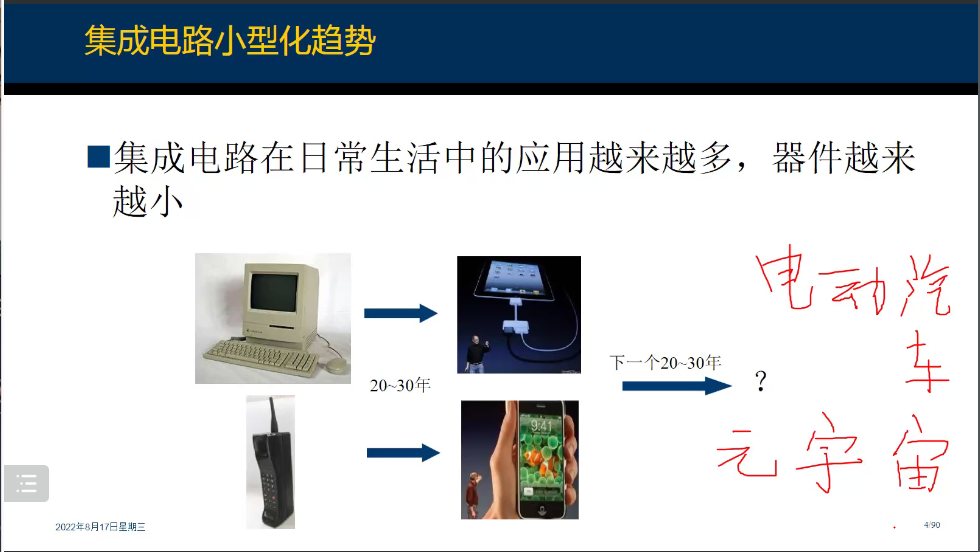 集成电路小型化趋势
■集成电路在日常生活中的应用越来越多，器件越来
越小
20~30年
下一个20~30年
?
电动汽
车
元宇宙
9:41
2022年8月17日星期三
4/90